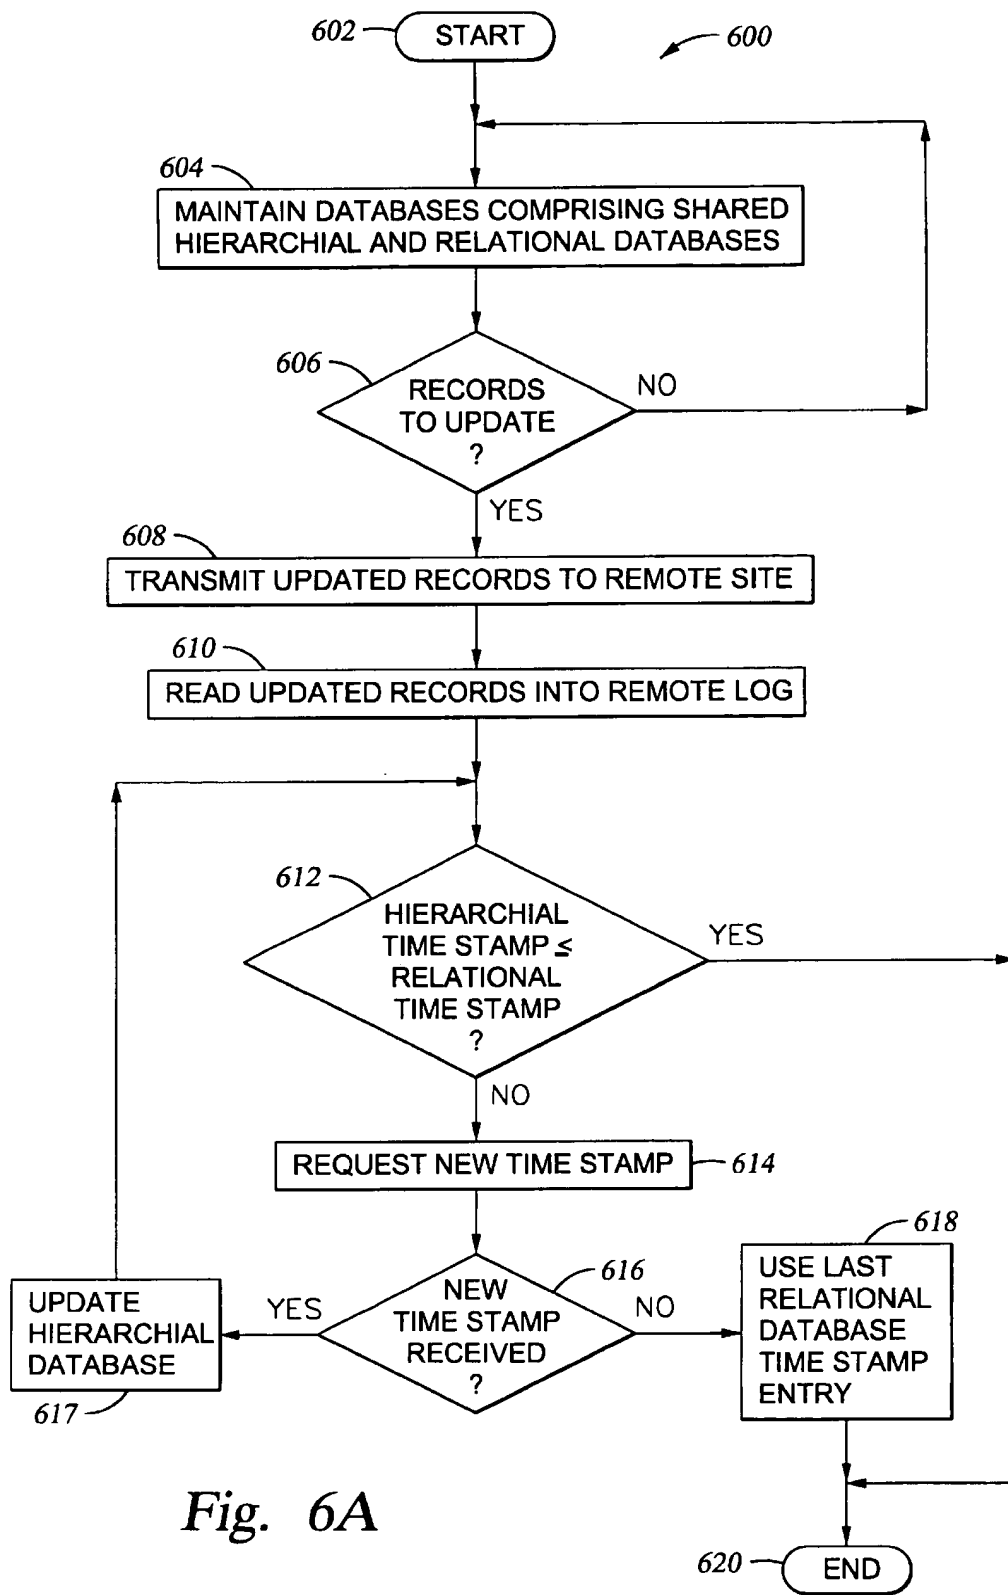 602
START
600
604
MAINTAIN DATABASES COMPRISING SHARED
HIERARCHIAL AND RELATIONAL DATABASES
606
RECORDS
TO UPDATE
?
NO
YES
608
TRANSMIT UPDATED RECORDS TO REMOTE SITE
610
READ UPDATED RECORDS INTO REMOTE LOG
612
HIERARCHIAL
TIME STAMP ≤
RELATIONAL
TIME STAMP
?
YES
NO
REQUEST NEW TIME STAMP
614
616
NEW
TIME STAMP
RECEIVED
?
YES
NO
UPDATE
HIERARCHIAL
DATABASE
617
618
USE LAST
RELATIONAL
DATABASE
TIME STAMP
ENTRY
Fig. 6A
620
END